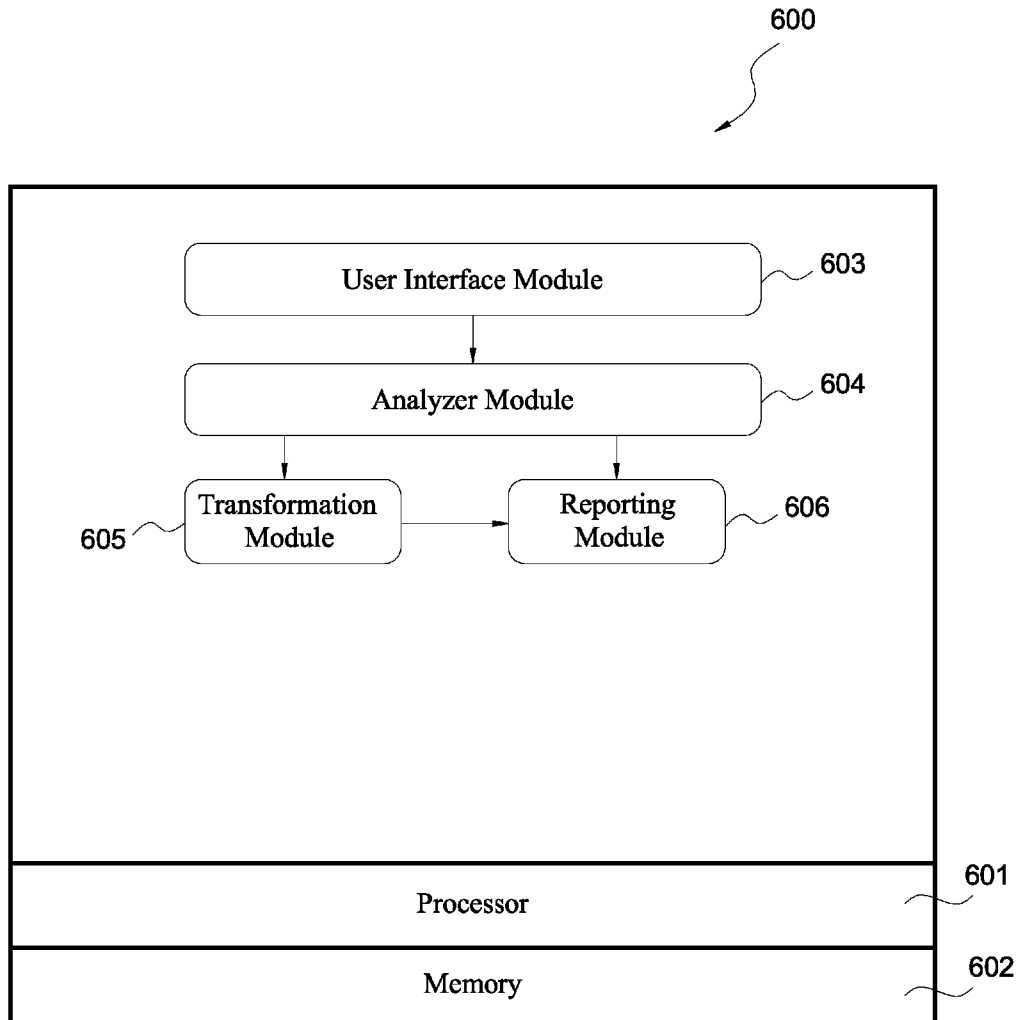 600
User Interface Module
603
Analyzer Module
604
Transformation
Module
605
Reporting
Module
606
Processor
601
Memory
602